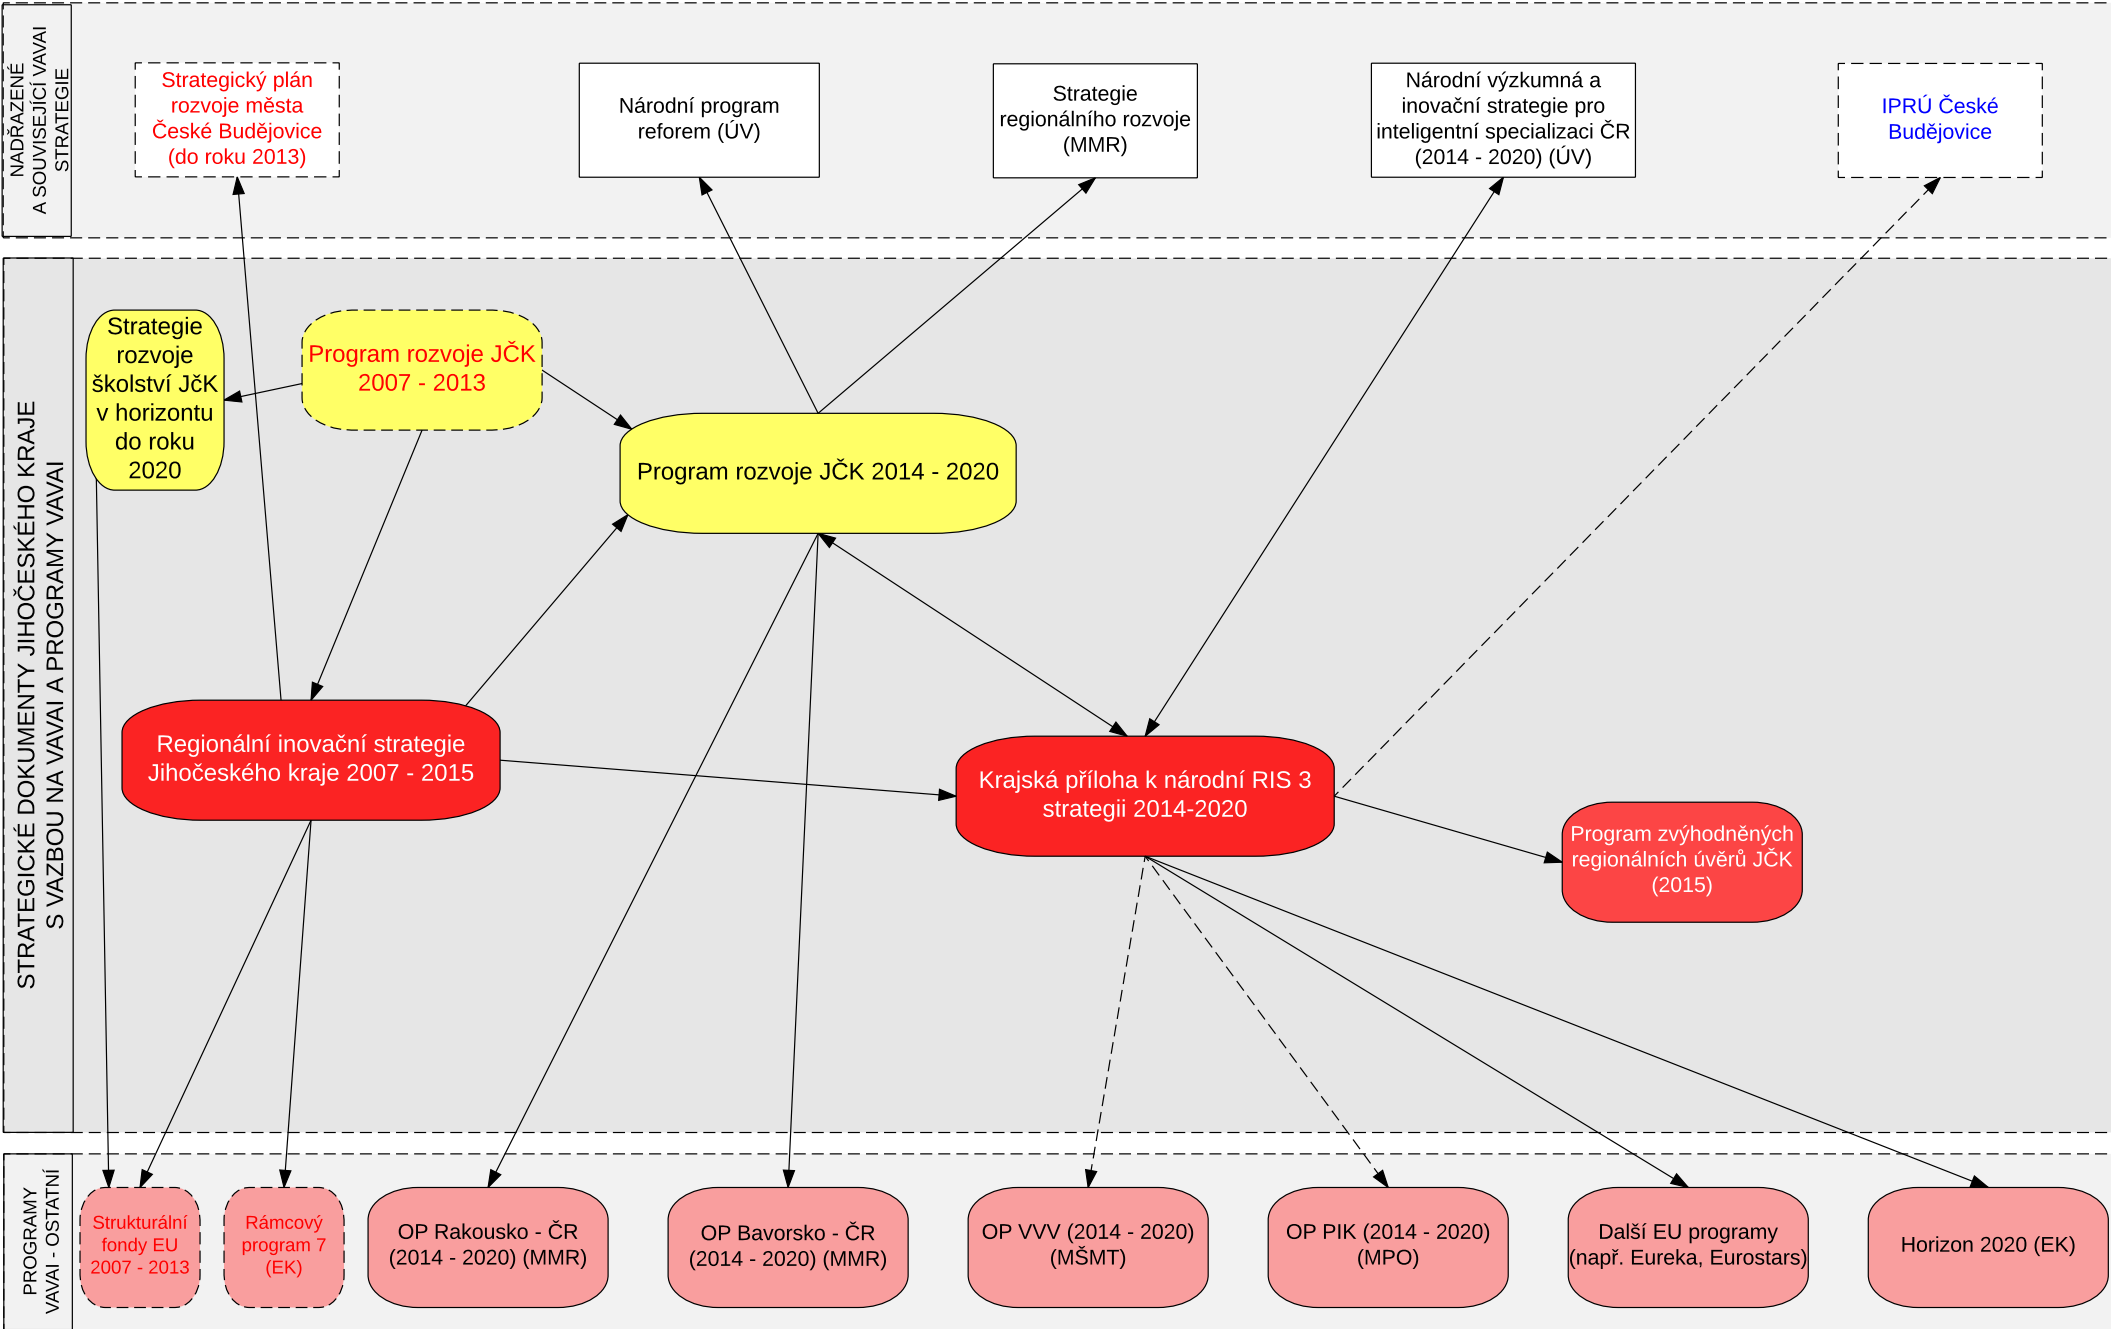 NADŘAZENÉ
A SOUVISEJÍCÍ VAVAI
STRATEGIE
Strategický plán
rozvoje města
České Budějovice
(do roku 2013)
Národní program
reforem (ÚV)
Strategie
regionálního rozvoje
(MMR)
Národní výzkumná a
inovační strategie pro
inteligentní specializaci ČR
(2014 - 2020) (ÚV)
IPRÚ České
Budějovice
STRATEGICKÉ DOKUMENTY JIHOČESKÉHO KRAJE
S VAZBOU NA VAVAI A PROGRAMY VAVAI
Strategie
rozvoje
školství JčK
v horizontu
do roku
2020
Program rozvoje JČK
2007 - 2013
Program rozvoje JČK 2014 - 2020
Regionální inovační strategie
Jihočeského kraje 2007 - 2015
Krajská příloha k národní RIS 3
strategii 2014-2020
Program zvýhodněných
regionálních úvěrů JČK
(2015)
PROGRAMY
VAVAI - OSTATNÍ
Strukturální
fondy EU
2007 - 2013
Rámcový
program 7
(EK)
OP Rakousko - ČR
(2014 - 2020) (MMR)
OP Bavorsko - ČR
(2014 - 2020) (MMR)
OP VVV (2014 - 2020)
(MŠMT)
OP PIK (2014 - 2020)
(MPO)
Další EU programy
(např. Eureka, Eurostars)
Horizon 2020 (EK)